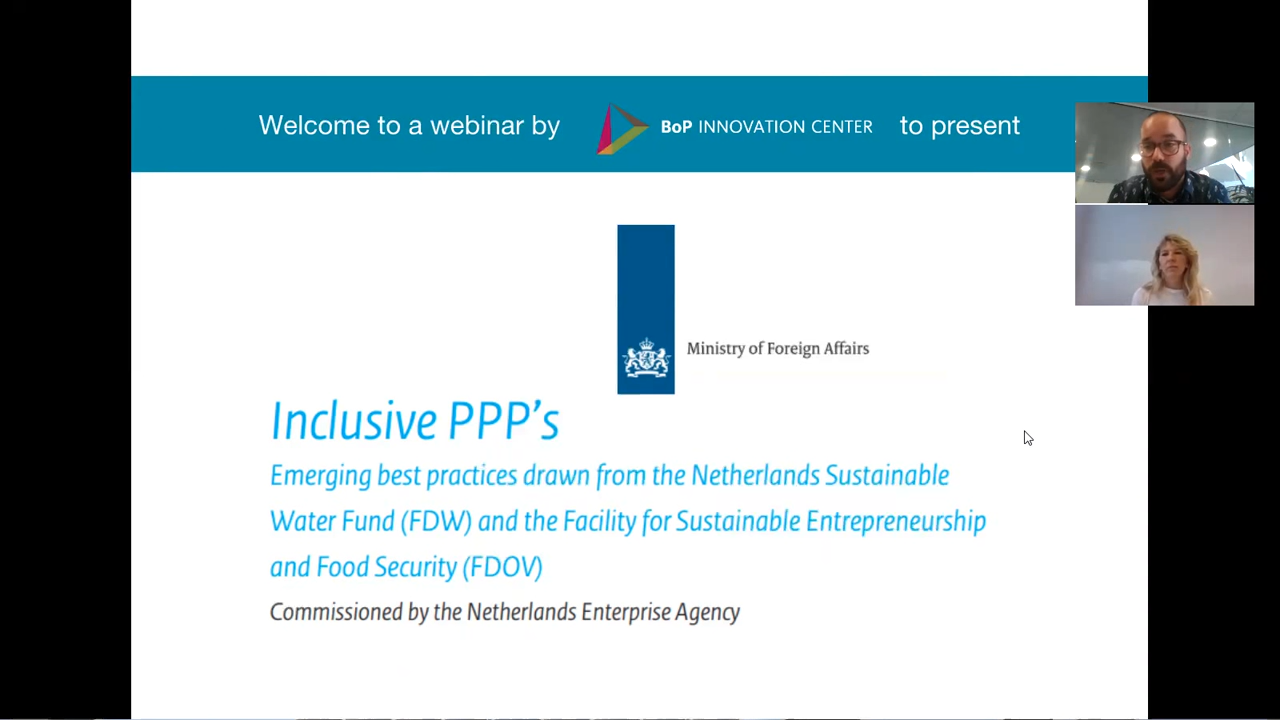 Welcome to a webinar by BoP INNOVATION CENTER to present
Ministry of Foreign Affairs
Inclusive PPP's
Emerging best practices drawn from the Netherlands Sustainable
Water Fund (FDW) and the Facility for Sustainable Entrepreneurship
and Food Security (FDOV)
Commissioned by the Netherlands Enterprise Agency